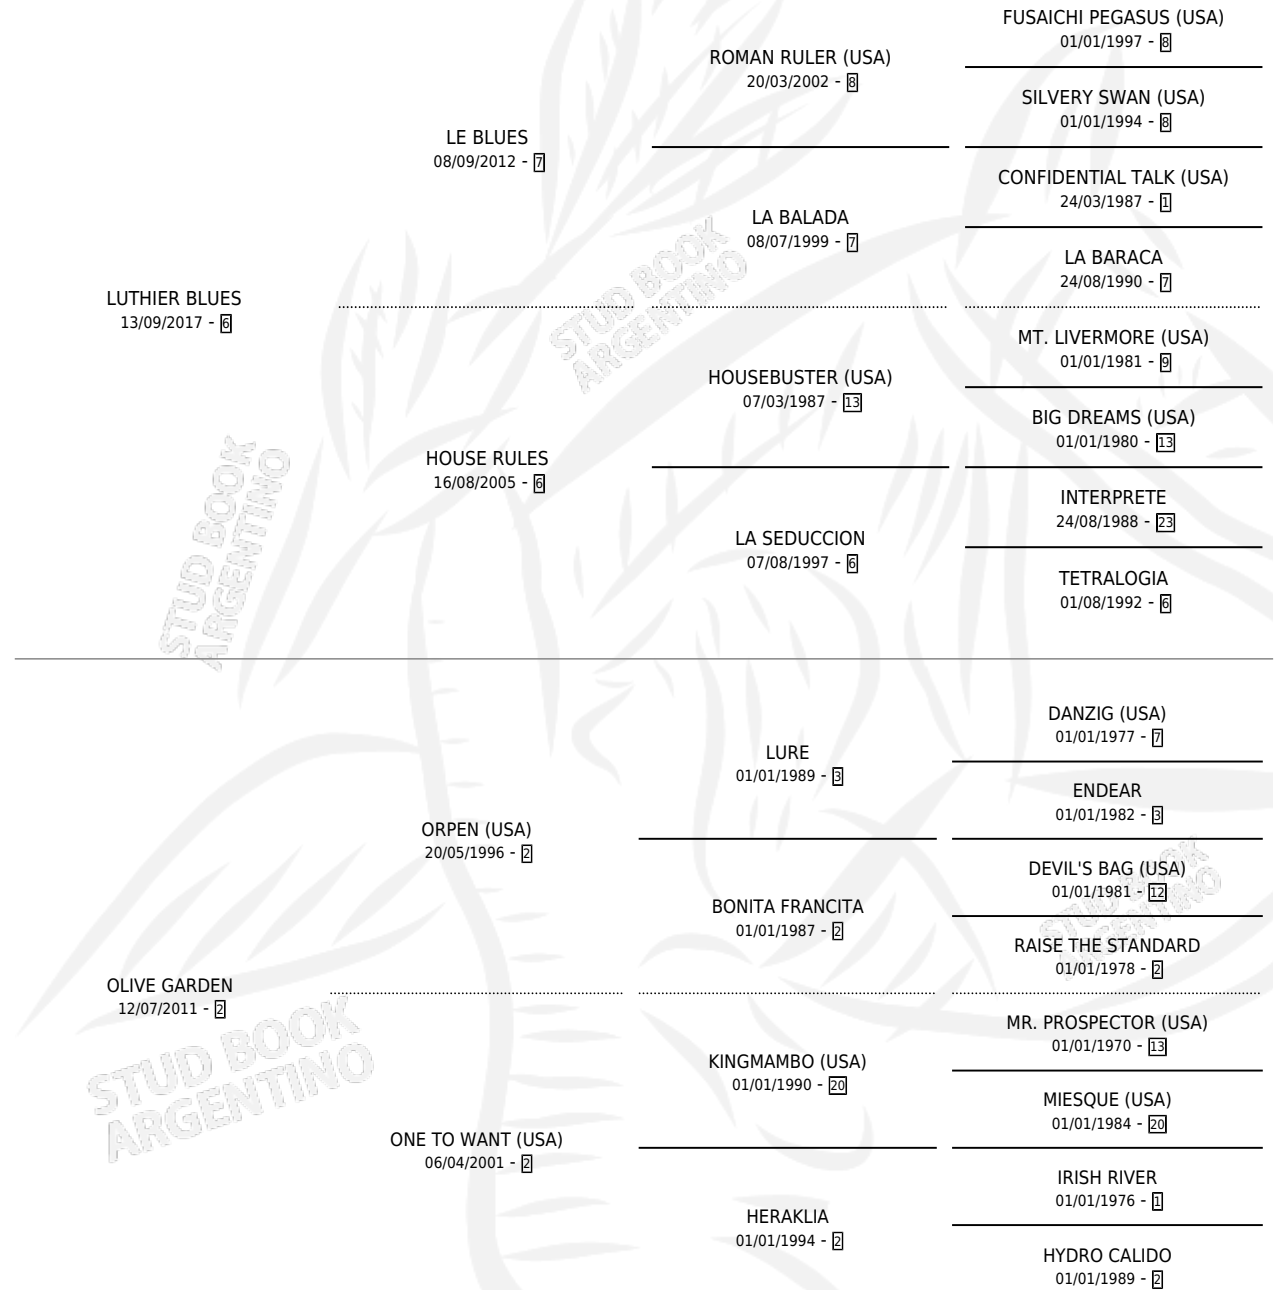 FUSAICHI PEGASUS (USA)
01/01/1997 - 8
ROMAN RULER (USA)
20/03/2002 - 8
SILVERY SWAN (USA)
01/01/1994 - 8
LE BLUES
08/09/2012 - 7
CONFIDENTIAL TALK (USA)
24/03/1987 - 1
LA BALADA
08/07/1999 - 7
LA BARACA
24/08/1990 - 7
LUTHIER BLUES
13/09/2017 - 6
STUD BOOK
ARGENTINO
MT. LIVERMORE (USA)
01/01/1981 - 9
HOUSEBUSTER (USA)
07/03/1987 - 13
BIG DREAMS (USA)
01/01/1980 - 13
HOUSE RULES
16/08/2005 - 6
INTERPRETE
24/08/1988 - 23
LA SEDUCCION
07/08/1997 - 6
TETRALOGIA
01/08/1992 - 6
STUD BOOK
ARGENTINO
DANZIG (USA)
01/01/1977 - 7
LURE
01/01/1989 - 3
ENDEAR
01/01/1982 - 3
ORPEN (USA)
20/05/1996 - 2
DEVIL'S BAG (USA)
01/01/1981 - 12
BONITA FRANCITA
01/01/1987 - 2
STUD BOOK
ARGENTINO
RAISE THE STANDARD
01/01/1978 - 2
OLIVE GARDEN
12/07/2011 - 2
STUD BOOK
ARGENTINO
MR. PROSPECTOR (USA)
01/01/1970 - 13
KINGMAMBO (USA)
01/01/1990 - 20
MIESQUE (USA)
01/01/1984 - 20
ONE TO WANT (USA)
06/04/2001 - 2
IRISH RIVER
01/01/1976 - 1
HERAKLIA
01/01/1994 - 2
HYDRO CALIDO
01/01/1989 - 2